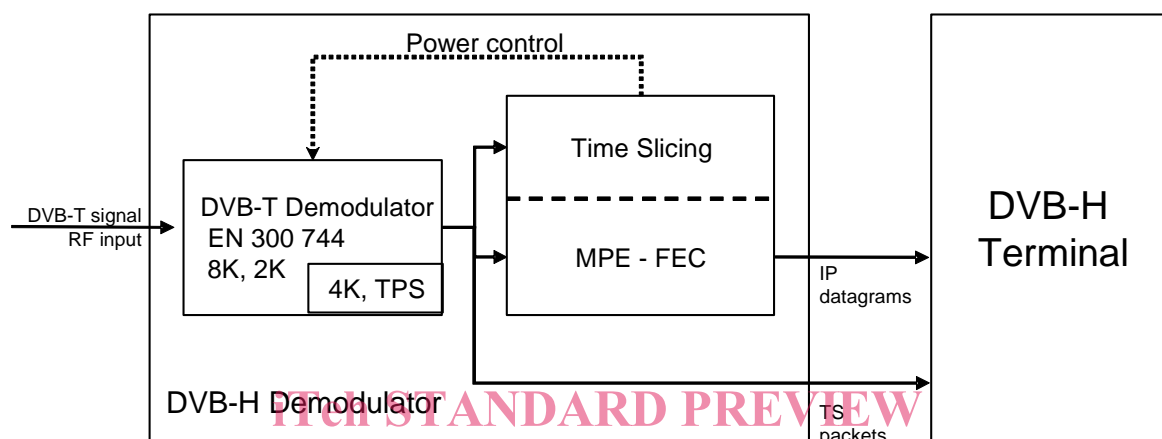 Power control
Time Slicing
DVB-T Demodulator
EN 300 744
8K, 2K
4K, TPS
MPE - FEC
DVB-T signal
RF input
DVB-H
Terminal
IP
datagrams
DVB-H Demodulator
iTeh STANDARD PREVIEW
TS
packets